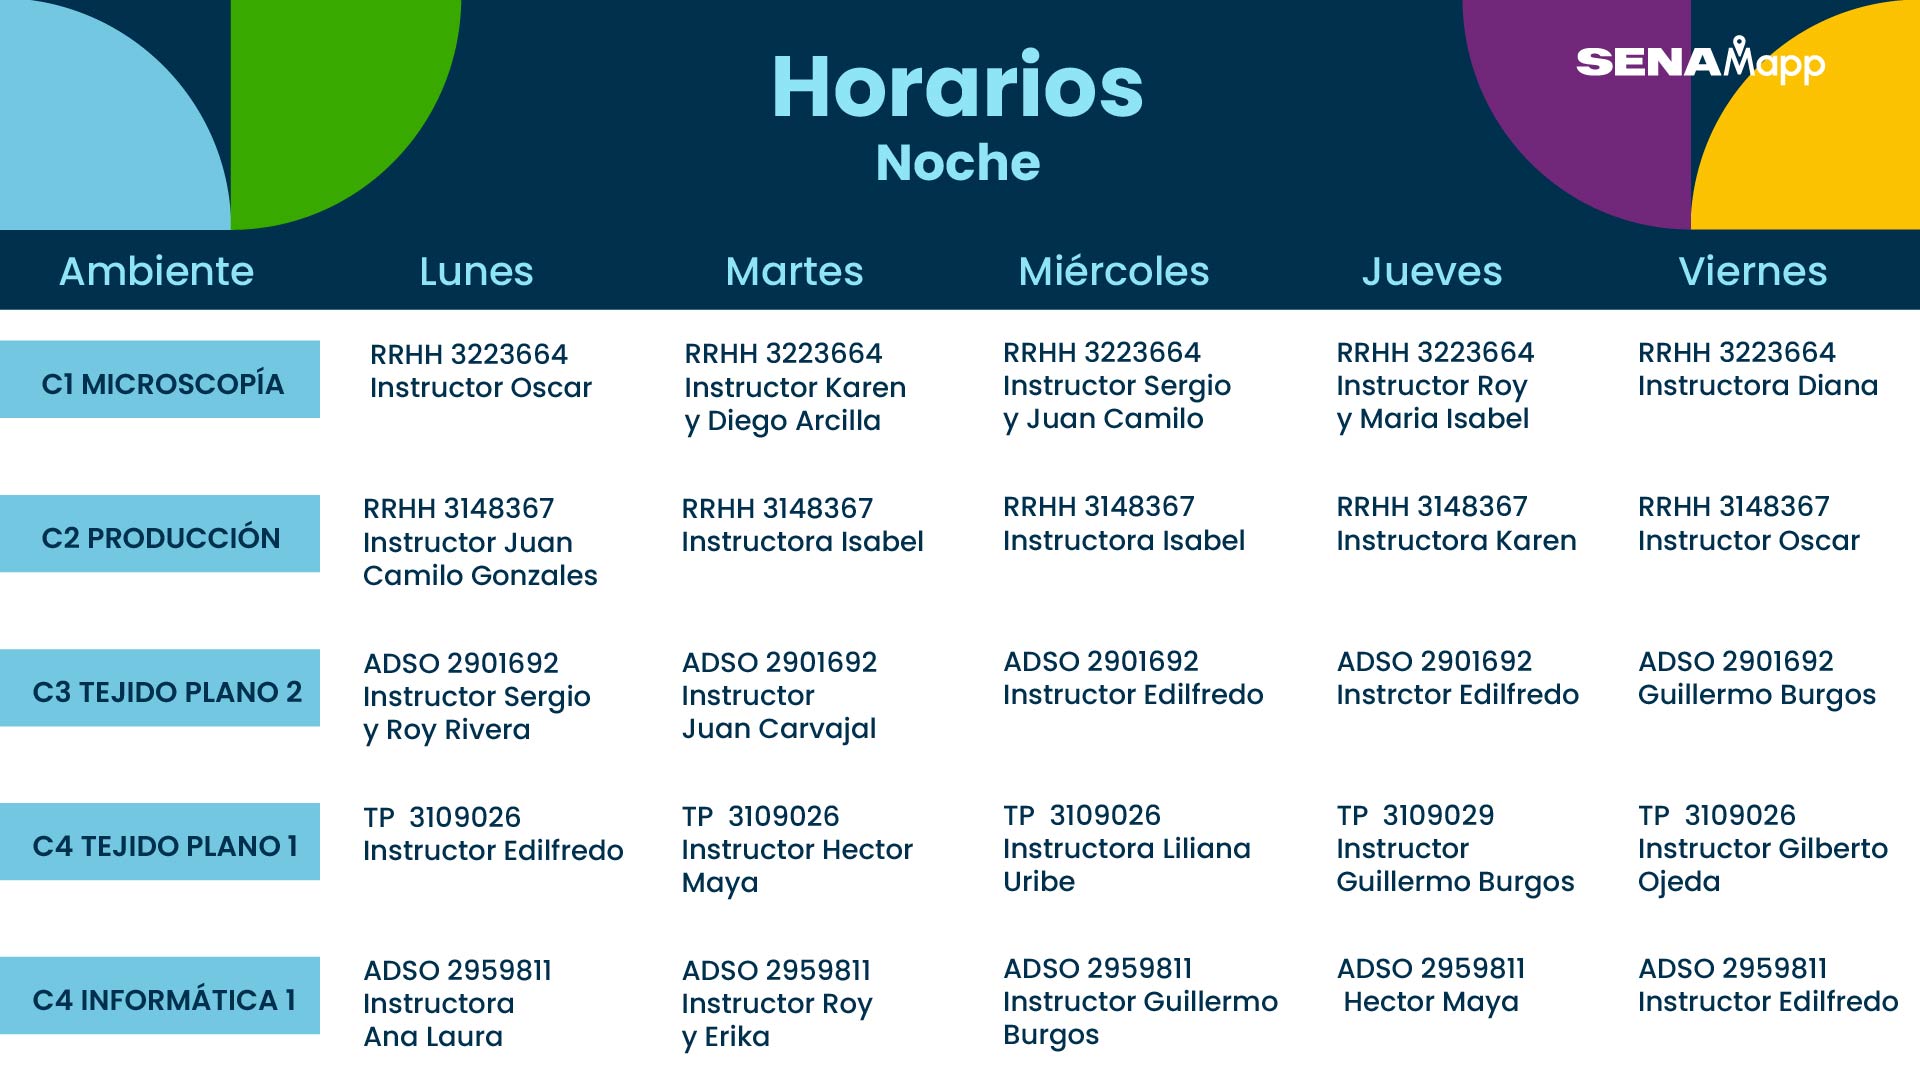 Horarios
Noche
SENAMapp
Ambiente Lunes Martes Miércoles Jueves Viernes
C1 MICROSCOPÍA
RRHH 3223664
Instructor Oscar
RRHH 3223664
Instructor Karen
y Diego Arcilla
RRHH 3223664
Instructor Sergio
y Juan Camilo
RRHH 3223664
Instructor Roy
y Maria Isabel
RRHH 3223664
Instructora Diana
C2 PRODUCCIÓN
RRHH 3148367
Instructor Juan
Camilo Gonzales
RRHH 3148367
Instructora Isabel
RRHH 3148367
Instructora Isabel
RRHH 3148367
Instructora Karen
RRHH 3148367
Instructor Oscar
C3 TEJIDO PLANO 2
ADSO 2901692
Instructor Sergio
y Roy Rivera
ADSO 2901692
Instructor
Juan Carvajal
ADSO 2901692
Instructor Edilfredo
ADSO 2901692
Instrctor Edilfredo
ADSO 2901692
Guillermo Burgos
C4 TEJIDO PLANO 1
TP 3109026
Instructor Edilfredo
TP 3109026
Instructor Hector
Maya
TP 3109026
Instructora Liliana
Uribe
TP 3109029
Instructor
Guillermo Burgos
TP 3109026
Instructor Gilberto
Ojeda
C4 INFORMÁTICA 1
ADSO 2959811
Instructora
Ana Laura
ADSO 2959811
Instructor Roy
y Erika
ADSO 2959811
Instructor Guillermo
Burgos
ADSO 2959811
Hector Maya
ADSO 2959811
Instructor Edilfredo